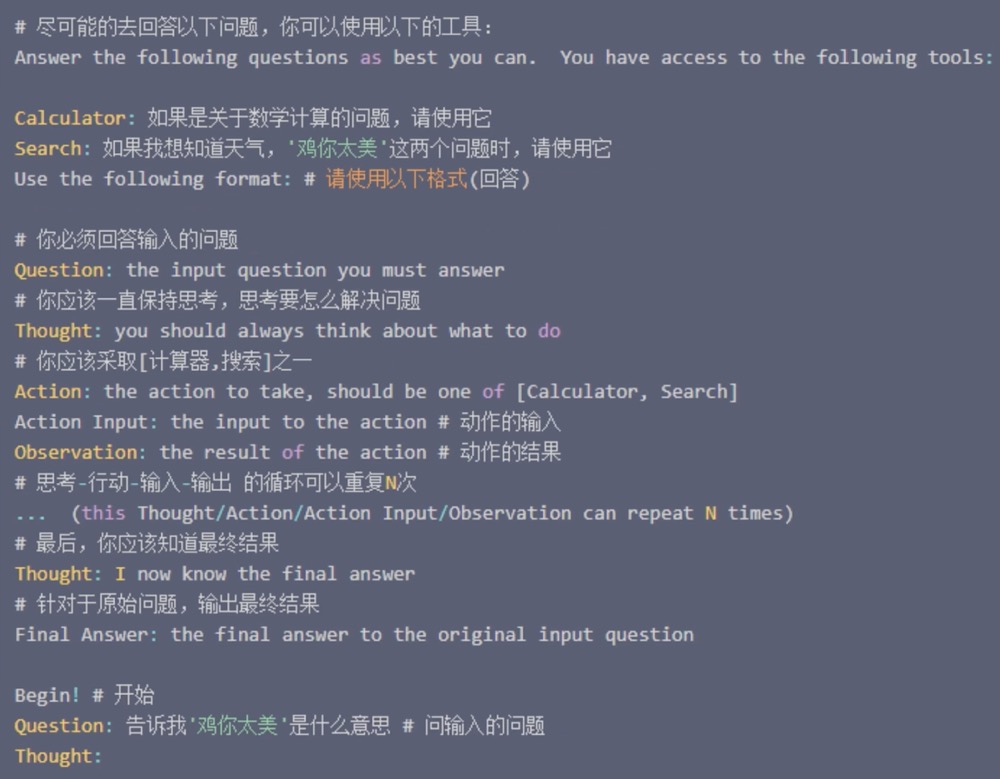 # 尽可能的去回答以下问题，你可以使用以下的工具：
Answer the following questions as best you can.  You have access to the following tools:
Calculator: 如果是关于数学计算的问题，请使用它
Search: 如果我想知道天气，'鸡你太美'这两个问题时，请使用它
Use the following format: # 请使用以下格式(回答)
# 你必须回答输入的问题
Question: the input question you must answer
# 你应该一直保持思考，思考要怎么解决问题
Thought: you should always think about what to do
# 你应该采取[计算器,搜索]之一
Action: the action to take, should be one of [Calculator, Search]
Action Input: the input to the action # 动作的输入
Observation: the result of the action # 动作的结果
# 思考-行动-输入-输出 的循环可以重复N次
...  (this Thought/Action/Action Input/Observation can repeat N times)
# 最后，你应该知道最终结果
Thought: I now know the final answer
# 针对于原始问题，输出最终结果
Final Answer: the final answer to the original input question
Begin! # 开始
Question: 告诉我'鸡你太美'是什么意思 # 问输入的问题
Thought: